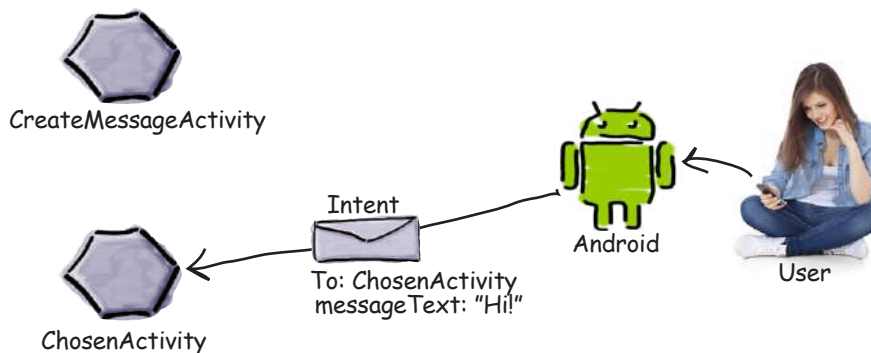 CreateMessageActivity
Intent
To: ChosenActivity
messageText: "Hi!"
Android
User
ChosenActivity